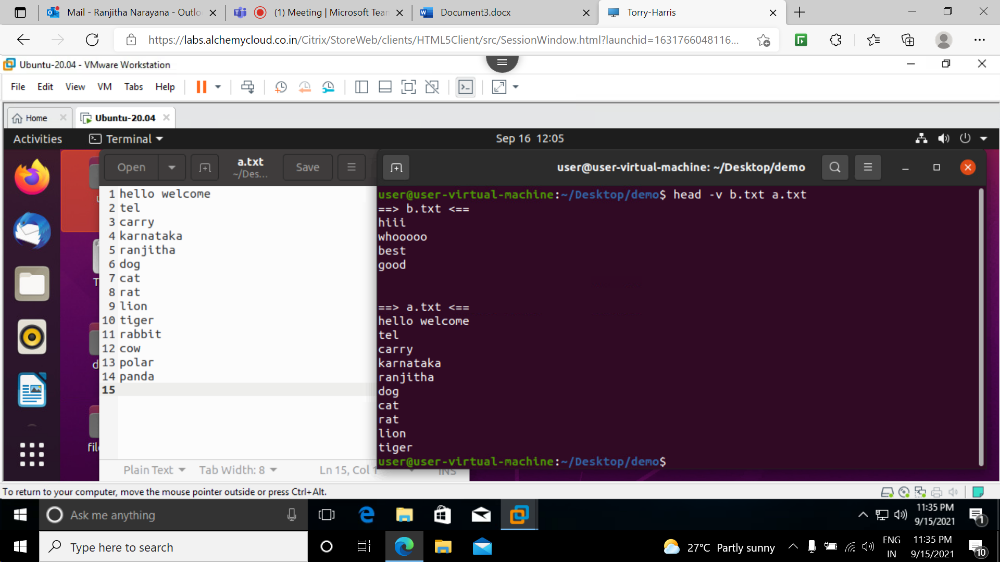 Mail - Ranjitha Narayana - Outlo
(1) Meeting | Microsoft Tean
Document3.docx
Torry-Harris
https://labs.alchemycloud.co.in/Citrix/StoreWeb/clients/HTML5Client/src/SessionWindow.html?launchid=1631766048116...
Ubuntu-20.04 - VMware Workstation
File Edit View VM Tabs Help
Home
Ubuntu-20.04
Activities
Terminal
Sep 16 12:05
Open
a.txt
~/Des...
Save
user@user-virtual-machine: ~/Desktop/demo
1 hello welcome
2 tel
3 carry
4 karnataka
5 ranjitha
6 dog
7 cat
8 rat
9 lion
10 tiger
11 rabbit
12 cow
13 polar
14 panda
15
Plain Text Tab Width: 8 Ln 15, Col 1 INS
user@user-virtual-machine:~/Desktop/demo$ head -v b.txt a.txt
==> b.txt <==
hiii
whooooo
best
good
==> a.txt <==
hello welcome
tel
carry
karnataka
ranjitha
dog
cat
rat
lion
tiger
user@user-virtual-machine:~/Desktop/demo$
To return to your computer, move the mouse pointer outside or press Ctrl+Alt.
Ask me anything
11:35 PM
9/15/2021
1
Type here to search
27°C Partly sunny
ENG
IN
11:35 PM
9/15/2021
10